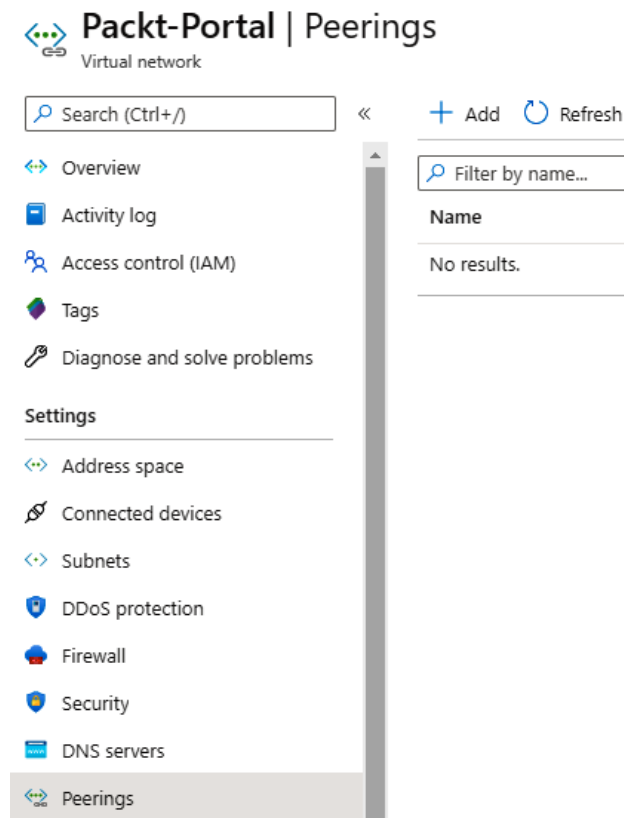 Packt-Portal | Peerings
Virtual network
Search (Ctrl+/)
«
Add
Refresh
Overview
Activity log
Access control (IAM)
Tags
Diagnose and solve problems
Settings
Address space
Connected devices
Subnets
DDoS protection
Firewall
Security
DNS servers
Peerings
Filter by name...
Name
No results.